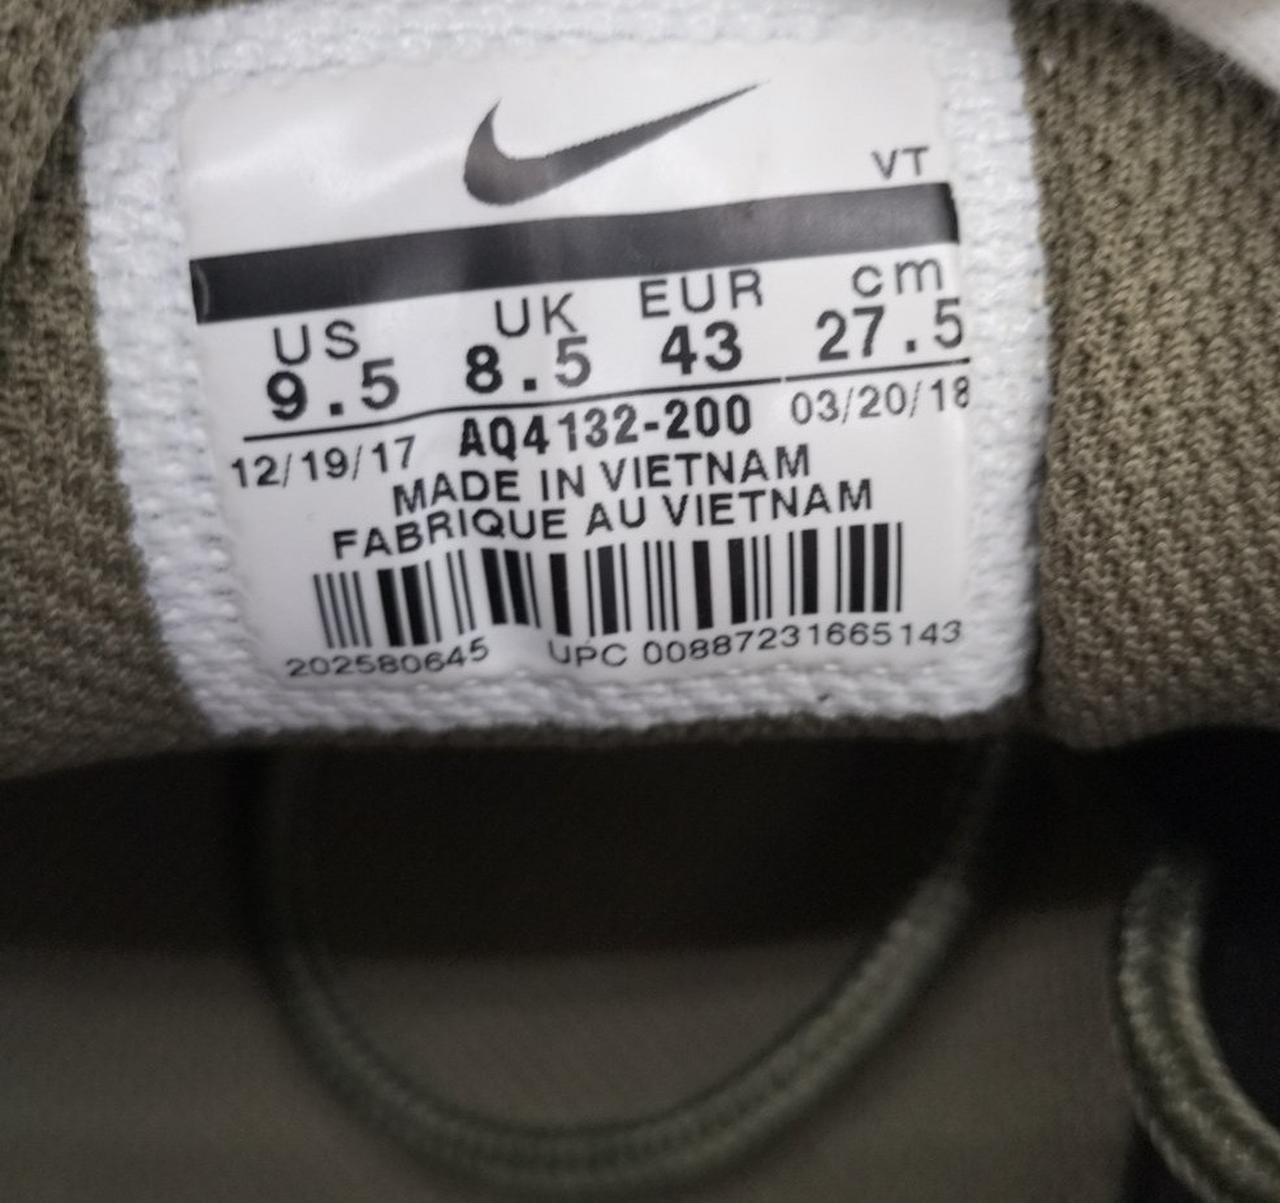 VT
US UK EUR cm
9.5 8.5 43 27.5
12/19/17 AQ4132-200 03/20/18
MADE IN VIETNAM
FABRIQUE AU VIETNAM
202580645 UPC 00887231665143